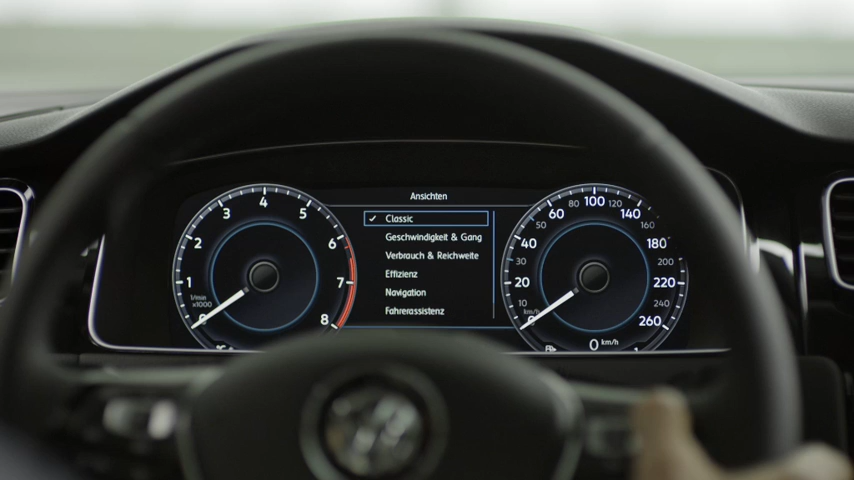 Ansichten
Classic
Geschwindigkeit & Gang
Verbrauch & Reichweite
Effizienz
Navigation
Fahrerassistenz
1
2
3
4
5
6
7
8
1/min
x1000
0
10
20
40
50
60
80
100
120
140
160
180
200
220
240
260
km/h
0 km/h